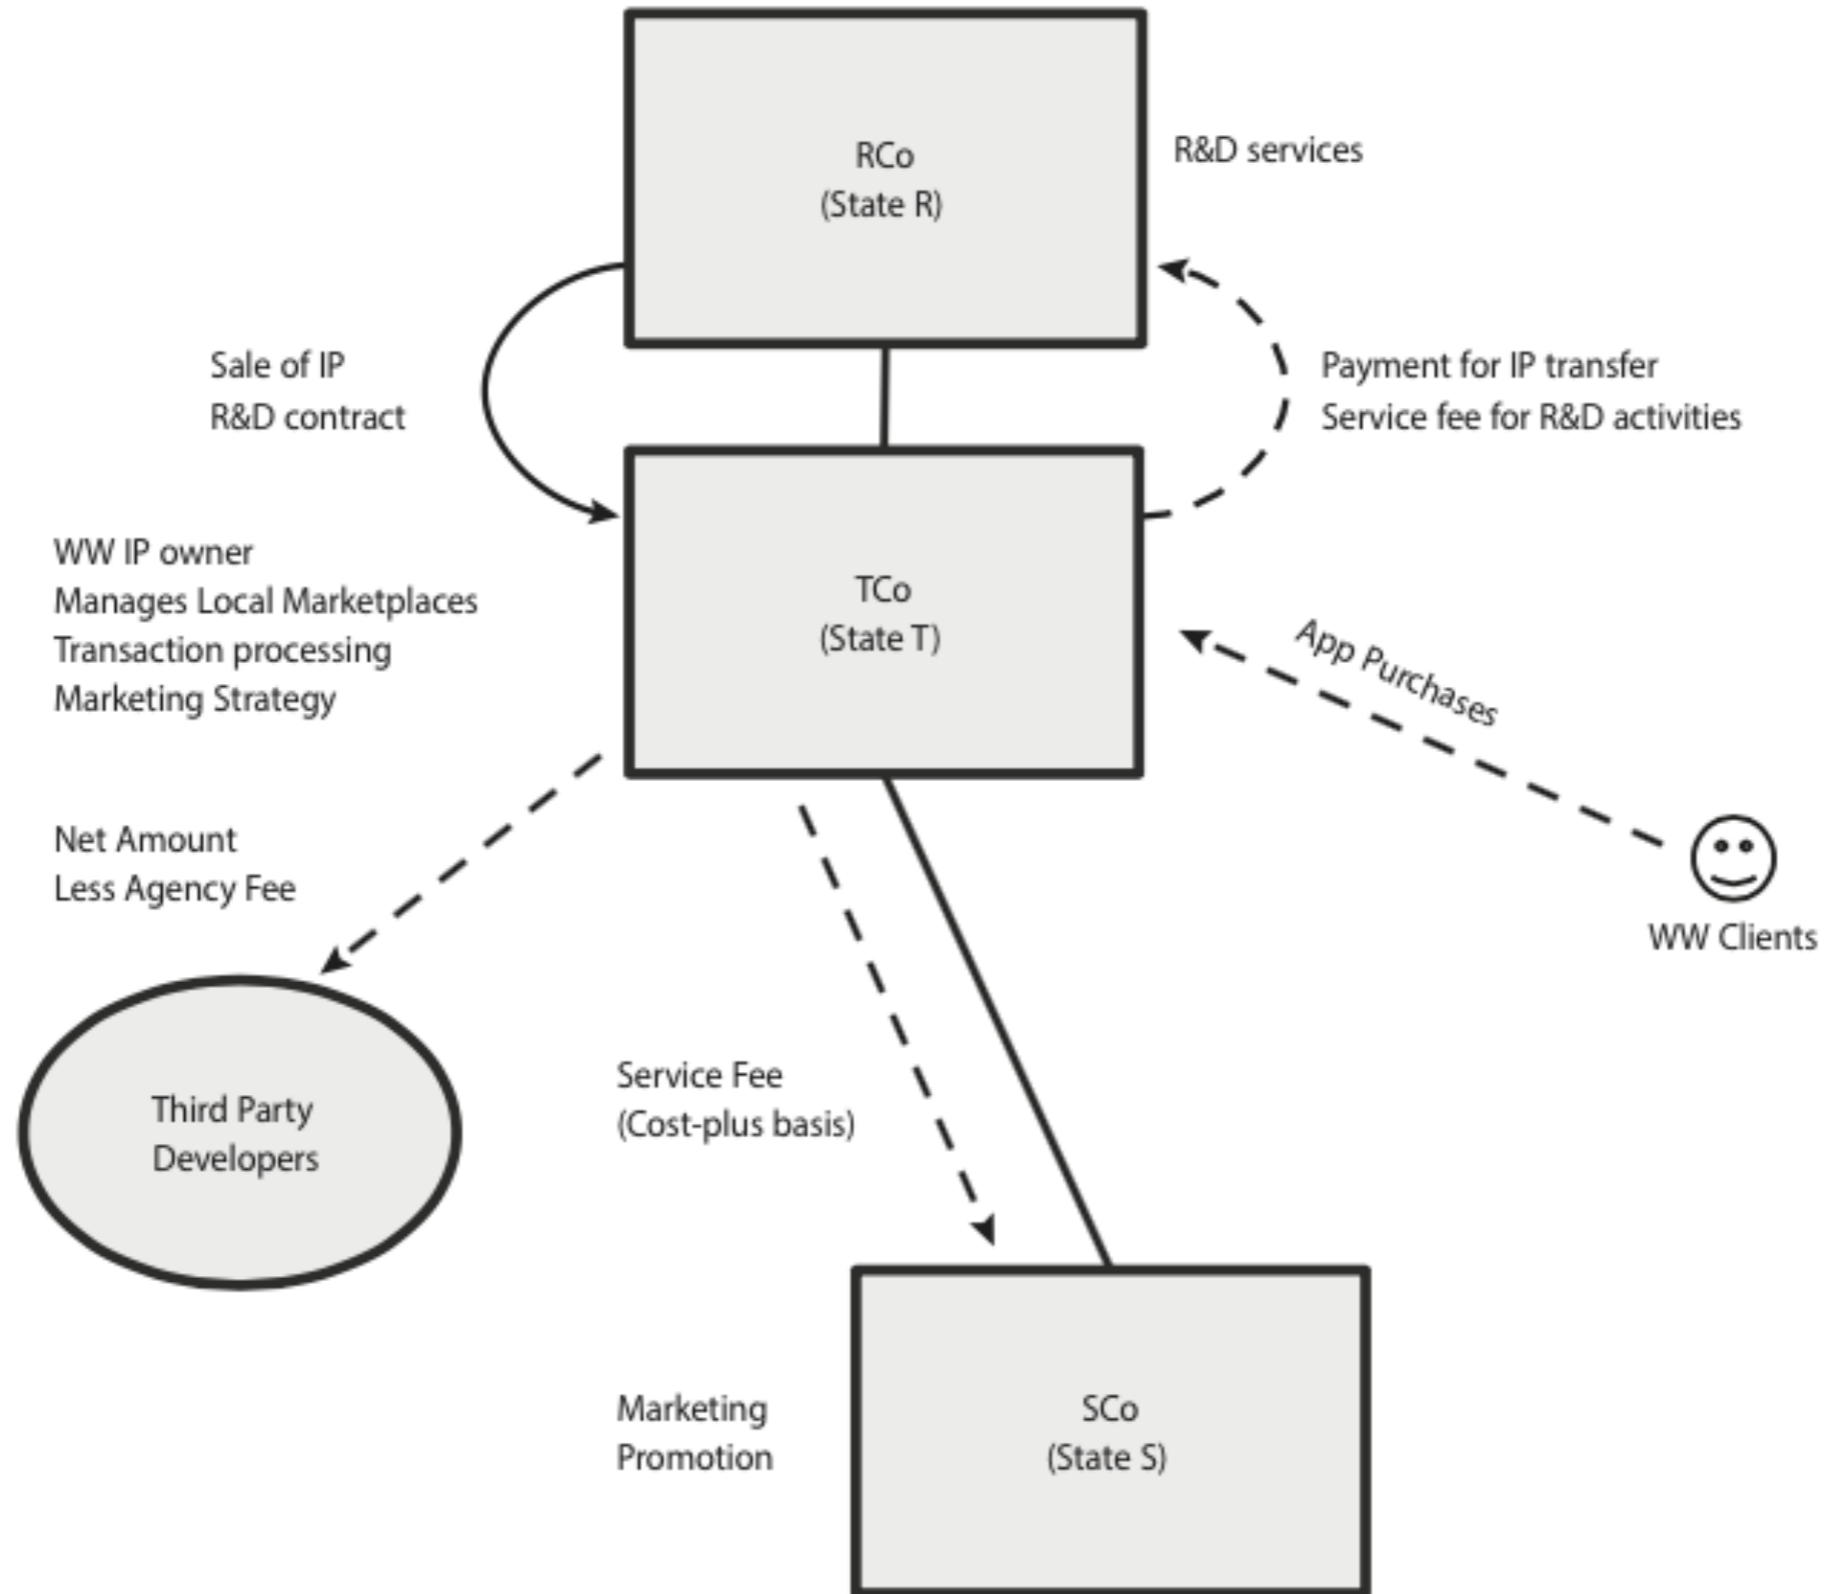 RCo
(State R)
R&D services
Sale of IP
R&D contract
Payment for IP transfer
Service fee for R&D activities
WW IP owner
Manages Local Marketplaces
Transaction processing
Marketing Strategy
TCo
(State T)
App Purchases
Net Amount
Less Agency Fee
WW Clients
Third Party
Developers
Service Fee
(Cost-plus basis)
Marketing
Promotion
SCo
(State S)